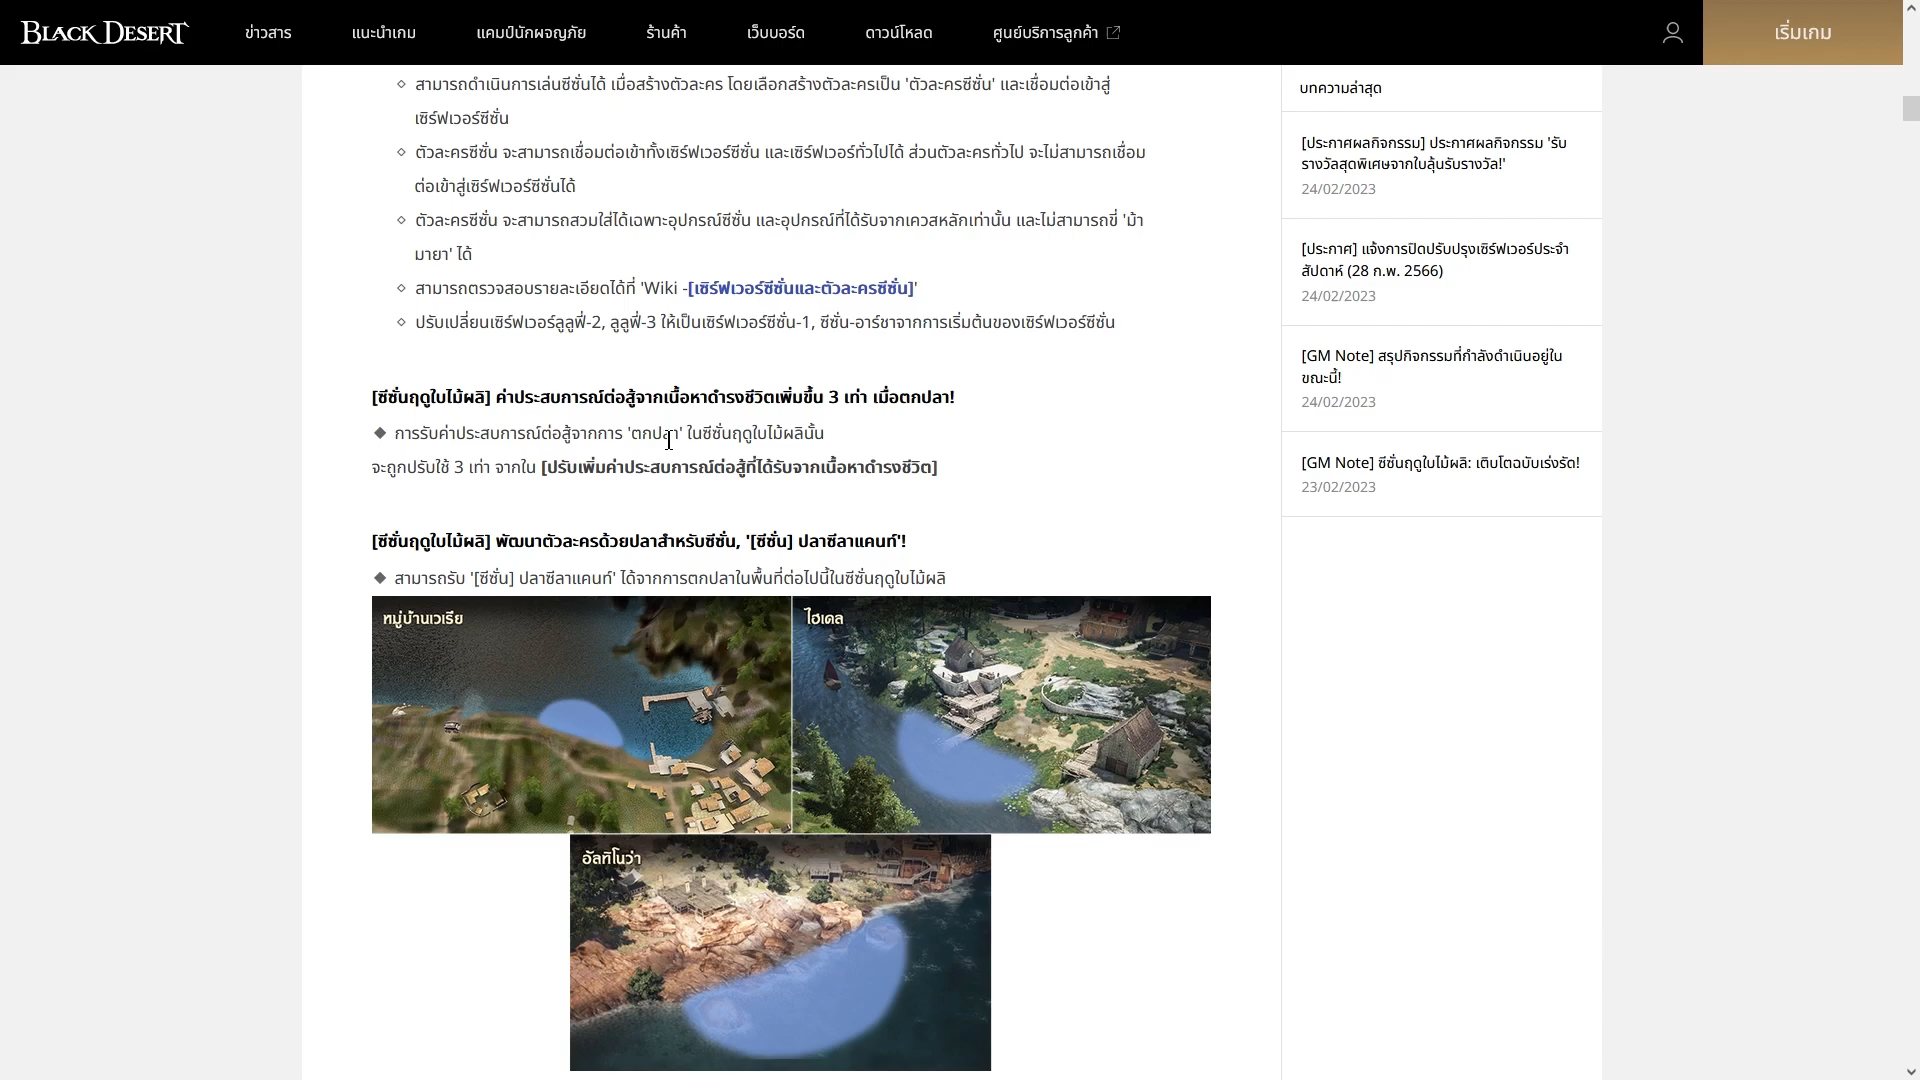 BLACK DESERT
ข่าวสาร
แนะนำเกม
แคมป์นักผจญภัย
ร้านค้า
เว็บบอร์ด
ดาวน์โหลด
ศูนย์บริการลูกค้า
เริ่มเกม
สามารถดำเนินการเล่นซีซั่นได้ เมื่อสร้างตัวละคร โดยเลือกสร้างตัวละครเป็น 'ตัวละครซีซั่น' และเชื่อมต่อเข้าสู่
เซิร์ฟเวอร์ซีซั่น
ตัวละครซีซั่น จะสามารถเชื่อมต่อเข้าทั้งเซิร์ฟเวอร์ซีซั่น และเซิร์ฟเวอร์ทั่วไปได้ ส่วนตัวละครทั่วไป จะไม่สามารถเชื่อม
ต่อเข้าสู่เซิร์ฟเวอร์ซีซั่นได้
ตัวละครซีซั่น จะสามารถสวมใส่ได้เฉพาะอุปกรณ์ซีซั่น และอุปกรณ์ที่ได้รับจากเควสหลักเท่านั้น และไม่สามารถขี่ 'ม้า
มายา' ได้
สามารถตรวจสอบรายละเอียดได้ที่ 'Wiki -[เซิร์ฟเวอร์ซีซั่นและตัวละครซีซั่น]'
ปรับเปลี่ยนเซิร์ฟเวอร์ลูลูฟี่-2, ลูลูฟี่-3 ให้เป็นเซิร์ฟเวอร์ซีซั่น-1, ซีซั่น-อาร์ชาจากการเริ่มต้นของเซิร์ฟเวอร์ซีซั่น
[ซีซั่นฤดูใบไม้ผลิ] ค่าประสบการณ์ต่อสู้จากเนื้อหาดำรงชีวิตเพิ่มขึ้น 3 เท่า เมื่อตกปลา!
การรับค่าประสบการณ์ต่อสู้จากการ 'ตกปลา' ในซีซั่นฤดูใบไม้ผลินั้น
จะถูกปรับใช้ 3 เท่า จากใน [ปรับเพิ่มค่าประสบการณ์ต่อสู้ที่ได้รับจากเนื้อหาดำรงชีวิต]
[ซีซั่นฤดูใบไม้ผลิ] พัฒนาตัวละครด้วยปลาสำหรับซีซั่น, '[ซีซั่น] ปลาซีลาแคนท์'!
สามารถรับ '[ซีซั่น] ปลาซีลาแคนท์' ได้จากการตกปลาในพื้นที่ต่อไปนี้ในซีซั่นฤดูใบไม้ผลิ
หมู่บ้านเวเรีย
ไฮเดล
อัลทิโนว่า
บทความล่าสุด
[ประกาศผลกิจกรรม] ประกาศผลกิจกรรม 'รับ
รางวัลสุดพิเศษจากใบลุ้นรับรางวัล!'
24/02/2023
[ประกาศ] แจ้งการปิดปรับปรุงเซิร์ฟเวอร์ประจำ
สัปดาห์ (28 ก.พ. 2566)
24/02/2023
[GM Note] สรุปกิจกรรมที่กำลังดำเนินอยู่ใน
ขณะนี้!
24/02/2023
[GM Note] ซีซั่นฤดูใบไม้ผลิ: เติบโตฉบับเร่งรัด!
23/02/2023